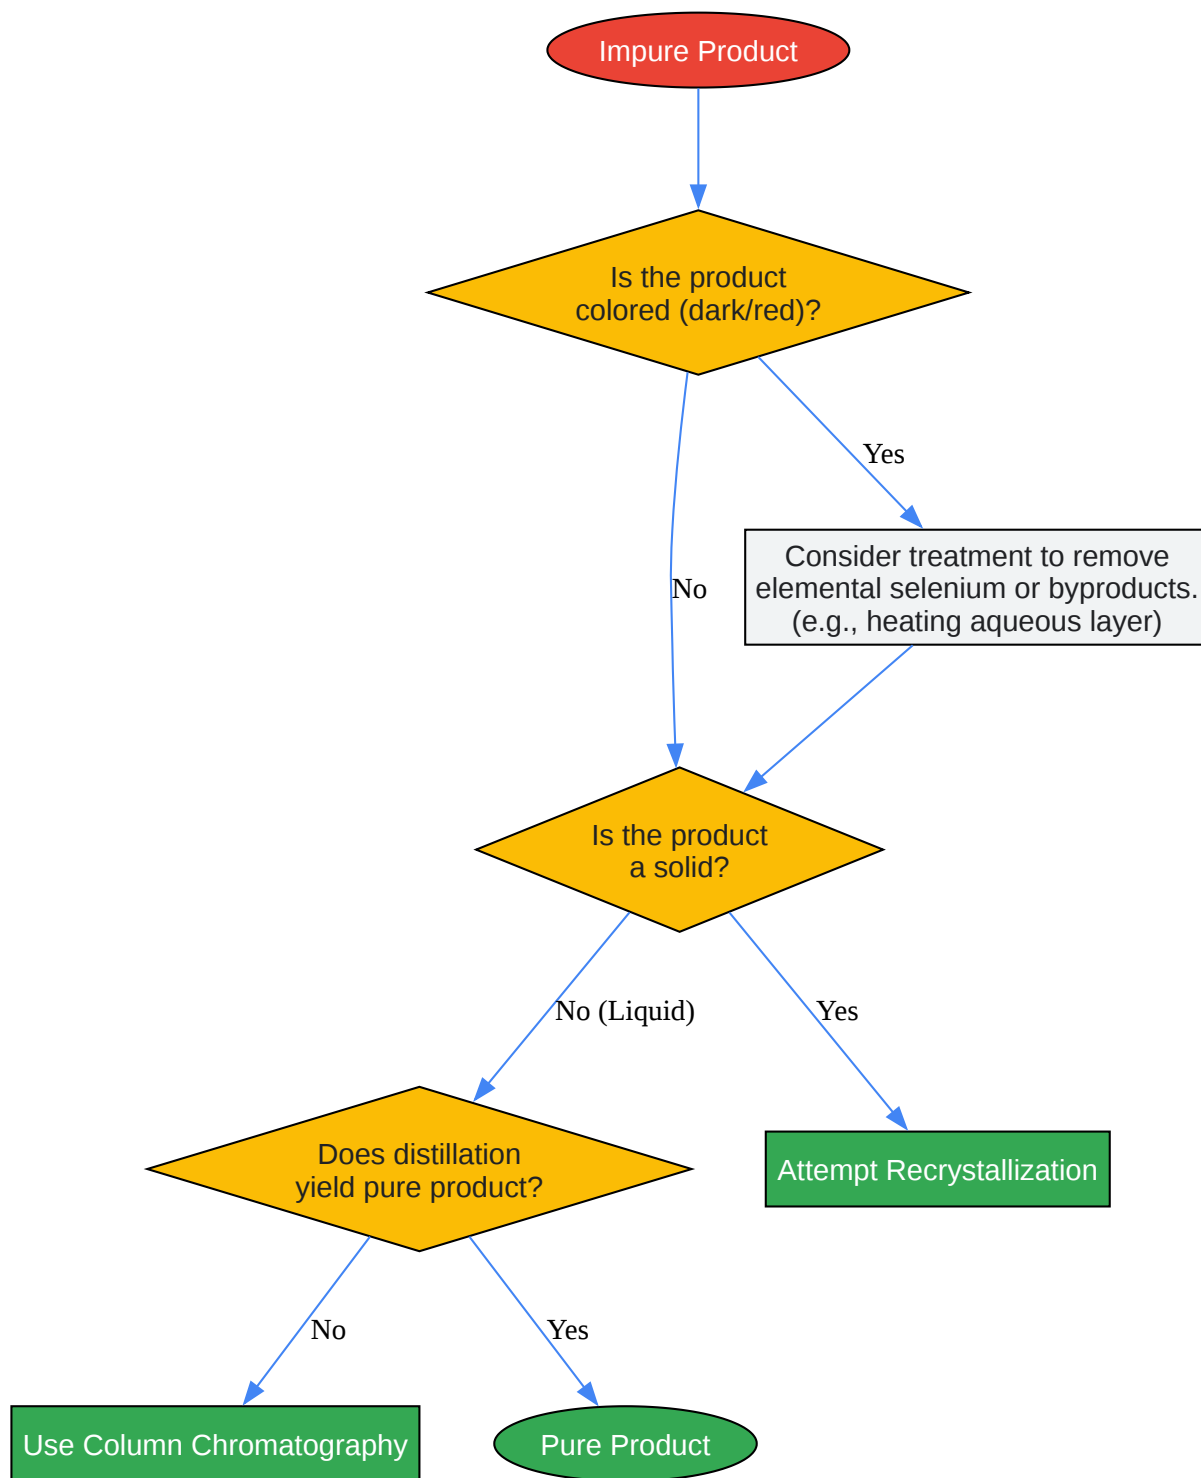 Impure Product
Is the product
colored (dark/red)?
Yes
Consider treatment to remove
elemental selenium or byproducts.
(e.g., heating aqueous layer)
No
Is the product
a solid?
No (Liquid)
Yes
Does distillation
yield pure product?
Attempt Recrystallization
No
Yes
Use Column Chromatography
Pure Product